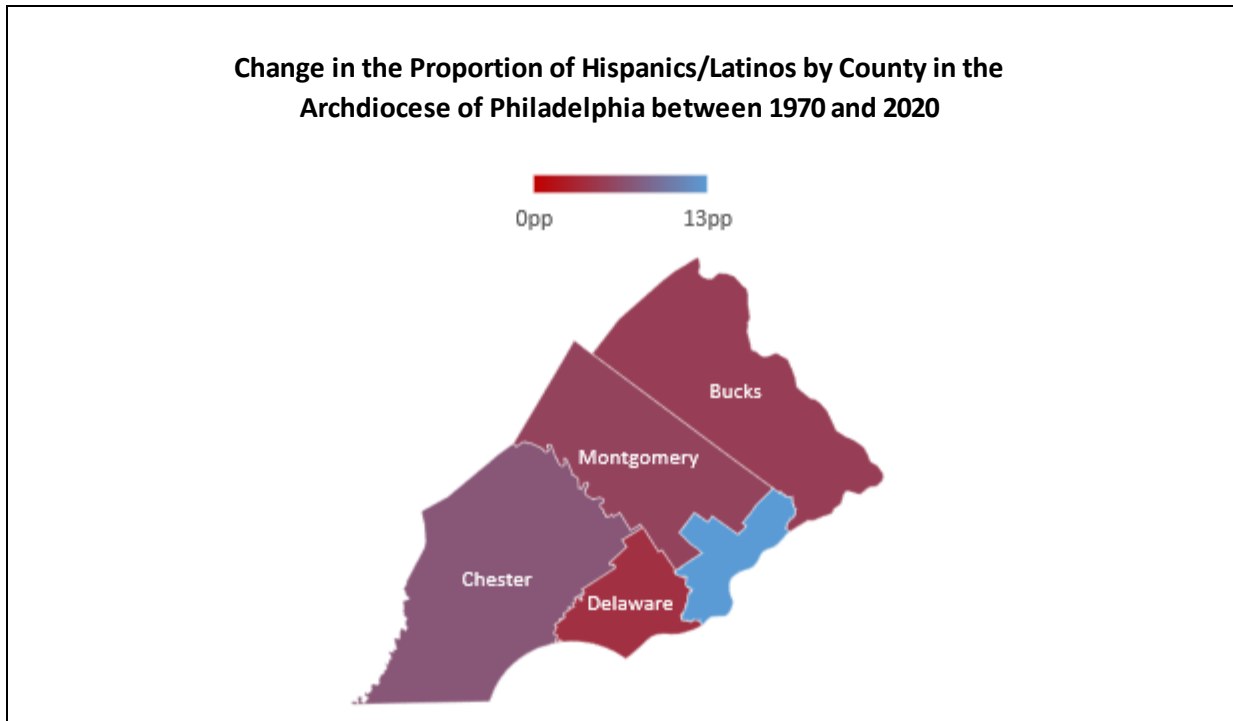 Change in the Proportion of Hispanics/Latinos by County in the
Archdiocese of Philadelphia between 1970 and 2020
0pp 13pp
Bucks
Montgomery
Chester
Delaware